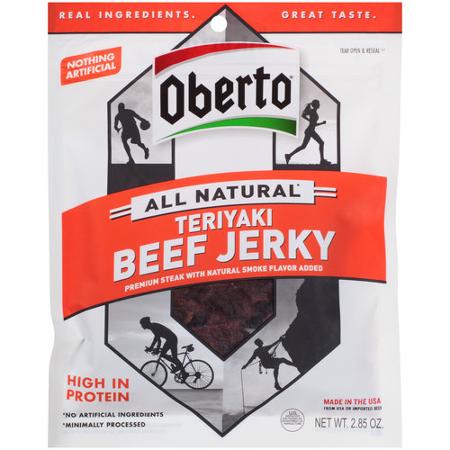 REAL INGREDIENTS. GREAT TASTE.
NOTHING
ARTIFICIAL
TEAR OPEN & RESEAL
Oberto
ALL NATURAL*
TERIYAKI
BEEF JERKY
PREMIUM STEAK WITH NATURAL SMOKE FLAVOR ADDED
HIGH IN
PROTEIN
*NO ARTIFICIAL INGREDIENTS
*MINIMALLY PROCESSED
MADE IN THE USA
FROM USA OR IMPORTED BEEF
NET WT. 2.85 OZ.